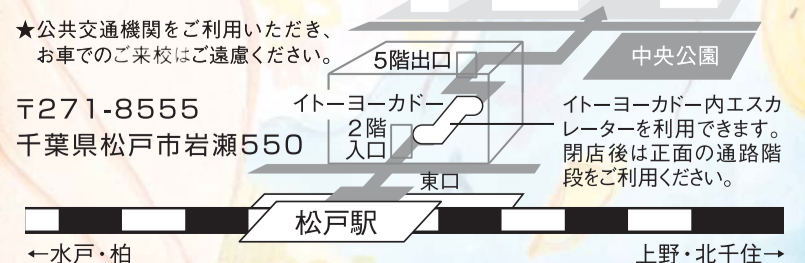 ★公共交通機関をご利用いただき、
お車でのご来校はご遠慮ください。
〒271-8555
千葉県松戸市岩瀬550
5階出口
中央公園
イトーヨーカドー
2階
入口
イトーヨーカドー内エスカ
レーターを利用できます。
閉店後は正面の通路階
段をご利用ください。
東口
松戸駅
←水戸・柏
上野・北千住→